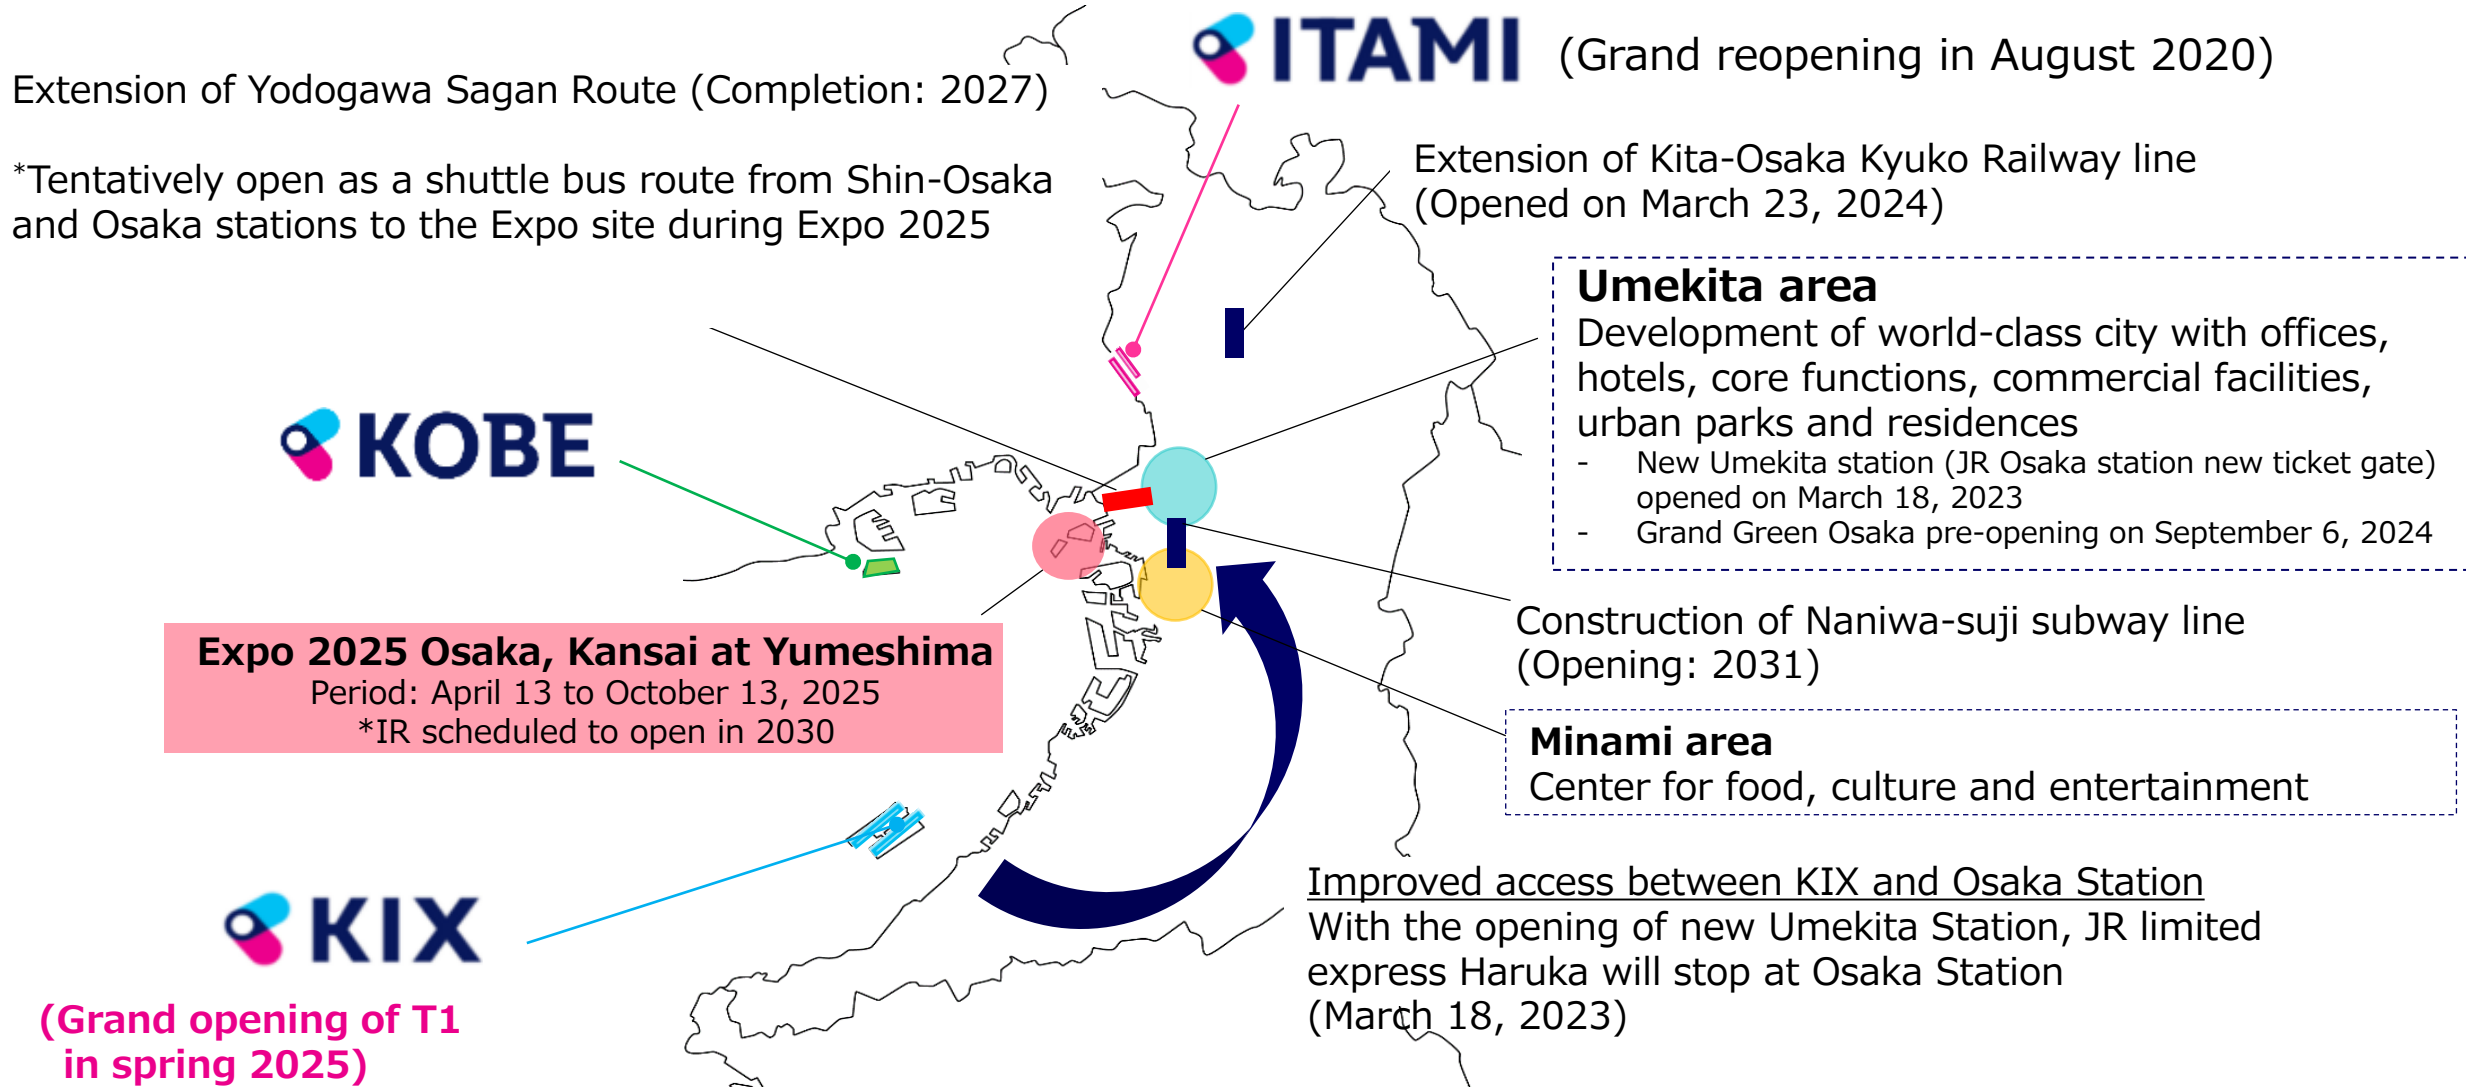 ITAMI (Grand reopening in August 2020)
Extension of Yodogawa Sagan Route (Completion: 2027)
*Tentatively open as a shuttle bus route from Shin-Osaka
and Osaka stations to the Expo site during Expo 2025
Extension of Kita-Osaka Kyuko Railway line
(Opened on March 23, 2024)
Umekita area
Development of world-class city with offices,
hotels, core functions, commercial facilities,
urban parks and residences
- New Umekita station (JR Osaka station new ticket gate)
opened on March 18, 2023
- Grand Green Osaka pre-opening on September 6, 2024
KOBE
Construction of Naniwa-suji subway line
(Opening: 2031)
Expo 2025 Osaka, Kansai at Yumeshima
Period: April 13 to October 13, 2025
*IR scheduled to open in 2030
Minami area
Center for food, culture and entertainment
Improved access between KIX and Osaka Station
With the opening of new Umekita Station, JR limited
express Haruka will stop at Osaka Station
(March 18, 2023)
KIX
(Grand opening of T1
in spring 2025)